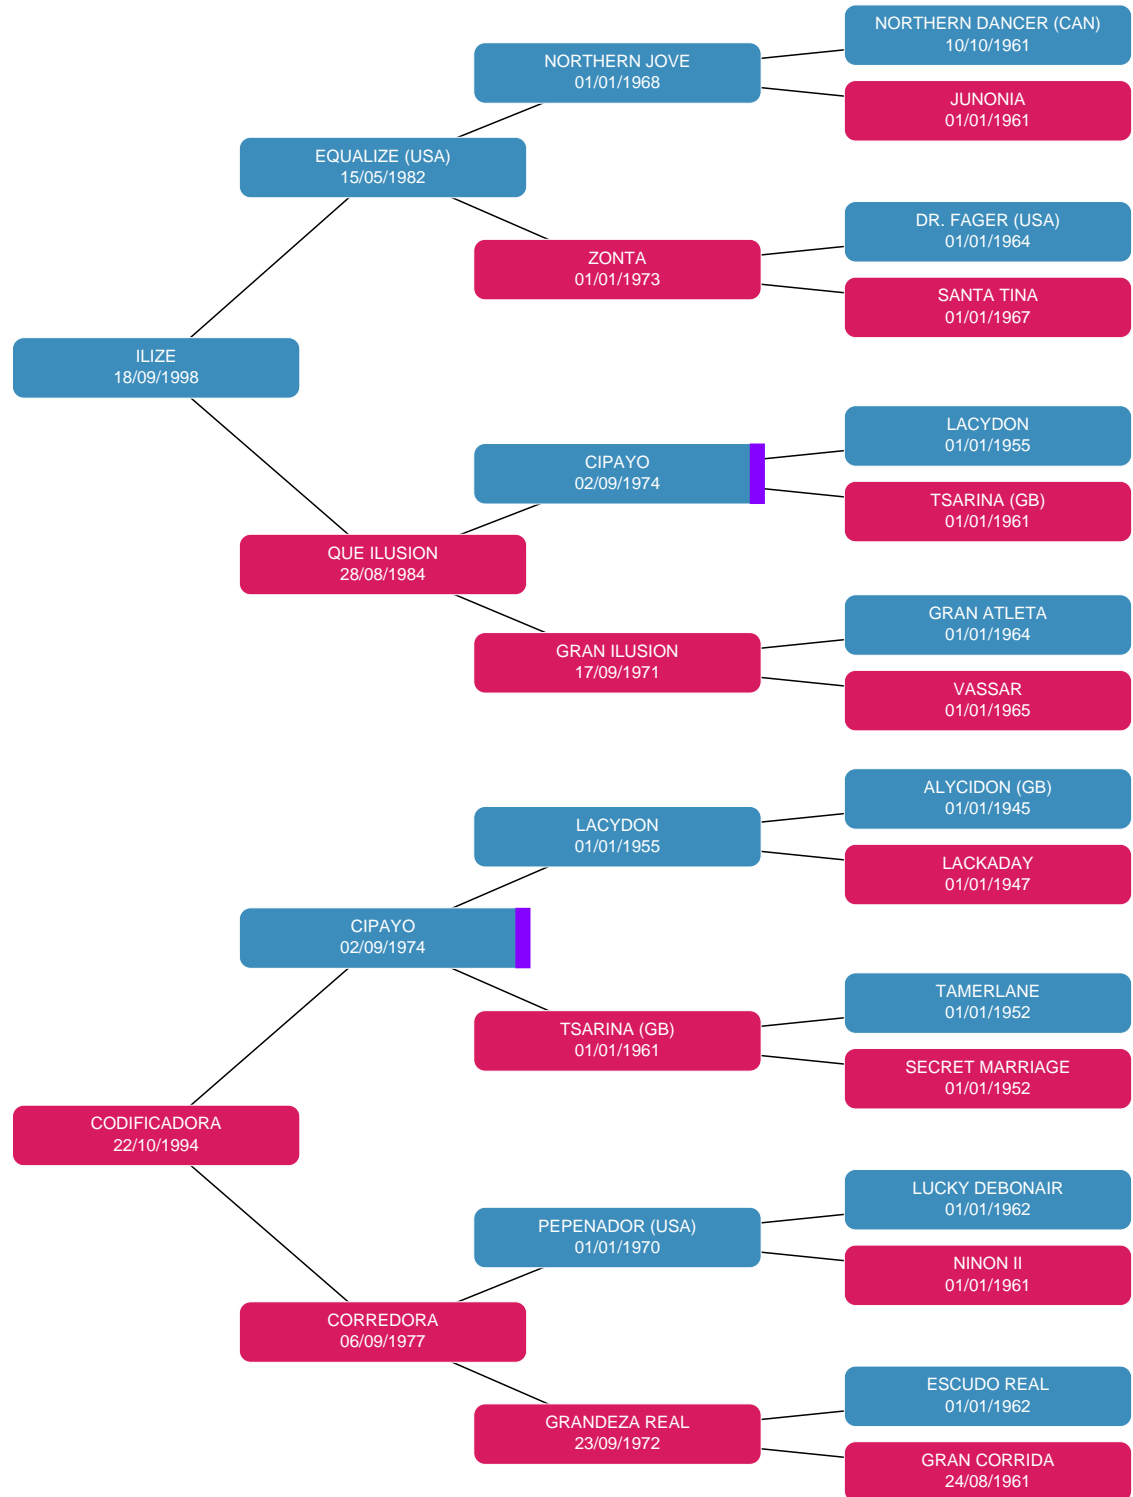 NORTHERN DANCER (CAN)
10/10/1961
NORTHERN JOVE
01/01/1968
JUNONIA
01/01/1961
EQUALIZE (USA)
15/05/1982
DR. FAGER (USA)
01/01/1964
ZONTA
01/01/1973
SANTA TINA
01/01/1967
ILIZE
18/09/1998
LACYDON
01/01/1955
CIPAYO
02/09/1974
TSARINA (GB)
01/01/1961
QUE ILUSION
28/08/1984
GRAN ATLETA
01/01/1964
GRAN ILUSION
17/09/1971
VASSAR
01/01/1965
ALYCIDON (GB)
01/01/1945
LACYDON
01/01/1955
LACKADAY
01/01/1947
CIPAYO
02/09/1974
TAMERLANE
01/01/1952
TSARINA (GB)
01/01/1961
SECRET MARRIAGE
01/01/1952
CODIFICADORA
22/10/1994
LUCKY DEBONAIR
01/01/1962
PEPENADOR (USA)
01/01/1970
NINON II
01/01/1961
CORREDORA
06/09/1977
ESCUDO REAL
01/01/1962
GRANDEZA REAL
23/09/1972
GRAN CORRIDA
24/08/1961